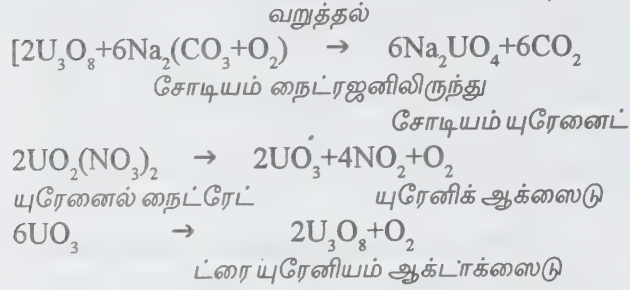 வறுத்தல்
[2U₃O₈+6Na₂(CO₃+O₂) → 6Na₂UO₄+6CO₂
சோடியம் நைட்ரஜனிலிருந்து
சோடியம் யுரேனைட்
2UO₂(NO₃)₂ → 2UO₃+4NO₂+O₂
யுரேனைல் நைட்ரேட் யுரேனிக் ஆக்ஸைடு
6UO₃ → 2U₃O₈+O₂
ட்ரை யுரேனியம் ஆக்டாக்ஸைடு